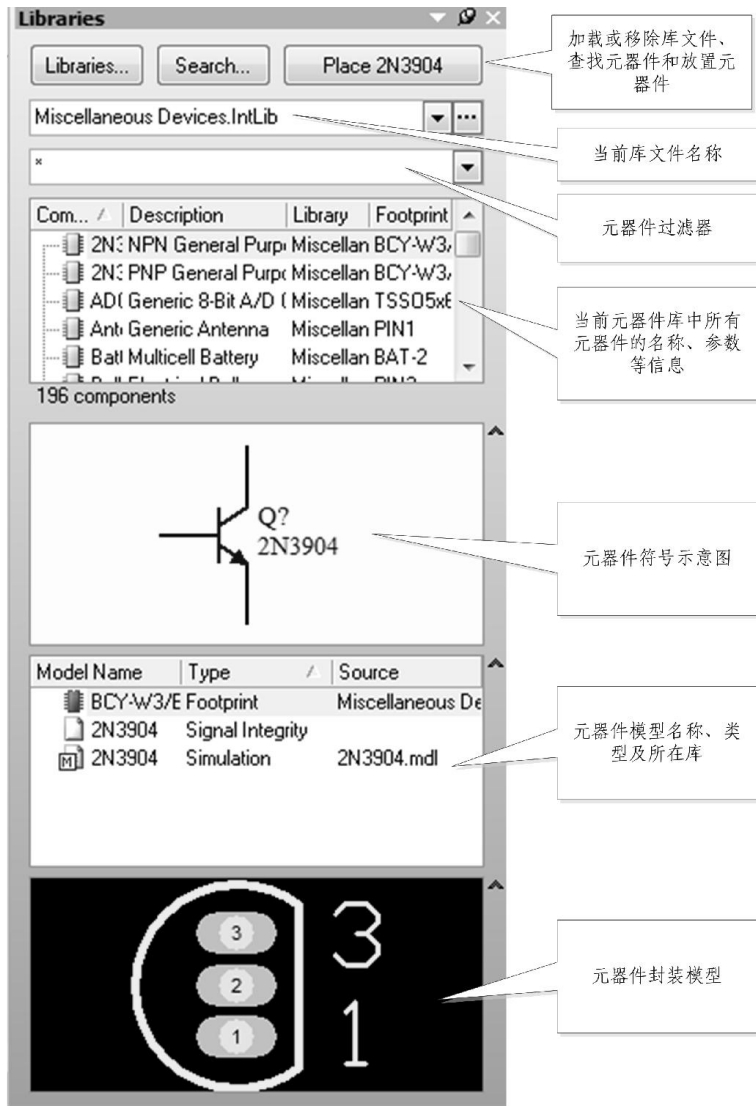 Libraries
Libraries...
Search...
Place 2N3904
加载或移除库文件、
查找元器件和放置元
器件
Miscellaneous Devices.IntLib
当前库文件名称
*
元器件过滤器
Com... Description Library Footprint
2N3 NPN General Purp Miscellan BCY-W3/
2N3 PNP General Purp Miscellan BCY-W3/
AD( Generic 8-Bit A/D ( Miscellan TSSO5x6
Ant Generic Antenna Miscellan PIN1
Batt Multicell Battery Miscellan BAT-2
当前元器件库中所有
元器件的名称、参数
等信息
196 components
Q?
2N3904
元器件符号示意图
Model Name Type Source
BCY-W3/E Footprint Miscellaneous De
2N3904 Signal Integrity
2N3904 Simulation 2N3904.mdl
元器件模型名称、类
型及所在库
3
2
1
3
1
元器件封装模型